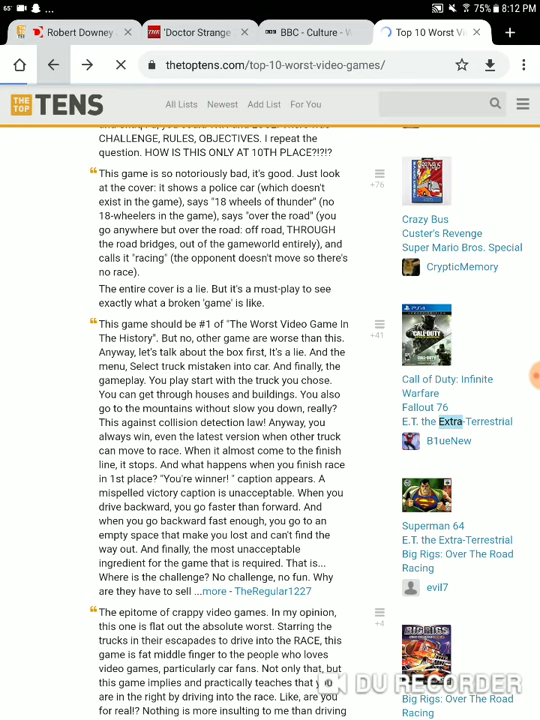 65°
75% 8:12 PM
Robert Downey
'Doctor Strange
BBC - Culture - W
Top 10 Worst Vi
thetoptens.com/top-10-worst-video-games/
THE TOP TENS
All Lists Newest Add List For You
CHALLENGE, RULES, OBJECTIVES. I repeat the
question. HOW IS THIS ONLY AT 10TH PLACE?!?!?
This game is so notoriously bad, it's good. Just look
at the cover: it shows a police car (which doesn't
exist in the game), says "18 wheels of thunder" (no
18-wheelers in the game), says "over the road" (you
go anywhere but over the road: off road, THROUGH
the road bridges, out of the gameworld entirely), and
calls it "racing" (the opponent doesn't move so there's
no race).
The entire cover is a lie. But it's a must-play to see
exactly what a broken 'game' is like.
+76
This game should be #1 of "The Worst Video Game In
The History". But no, other game are worse than this.
Anyway, let's talk about the box first, It's a lie. And the
menu, Select truck mistaken into car. And finally, the
gameplay. You play start with the truck you chose.
You can get through houses and buildings. You also
go to the mountains without slow you down, really?
This against collision detection law! Anyway, you
always win, even the latest version when other truck
can move to race. When it almost come to the finish
line, it stops. And what happens when you finish race
in 1st place? "You're winner! " caption appears. A
mispelled victory caption is unacceptable. When you
drive backward, you go faster than forward. And
when you go backward fast enough, you go to an
empty space that make you lost and can't find the
way out. And finally, the most unacceptable
ingredient for the game that is required. That is...
Where is the challenge? No challenge, no fun. Why
are they have to sell ...more - TheRegular1227
+41
The epitome of crappy video games. In my opinion,
this one is flat out the absolute worst. Starring the
trucks in their escapades to drive into the RACE, this
game is fat middle finger to the people who loves
video games, particularly car fans. Not only that, but
this game implies and practically teaches that you
are in the right by driving into the race. Like, are you
for real!? Nothing is more insulting to me than driving
+4
Crazy Bus
Custer's Revenge
Super Mario Bros. Special
CrypticMemory
PS4
CALL OF DUTY
Call of Duty: Infinite
Warfare
Fallout 76
E.T. the Extra-Terrestrial
B1ueNew
Superman 64
E.T. the Extra-Terrestrial
Big Rigs: Over The Road
Racing
evil7
BIG RIGS
Big Rigs: Over The Road
Racing
DU RECORDER